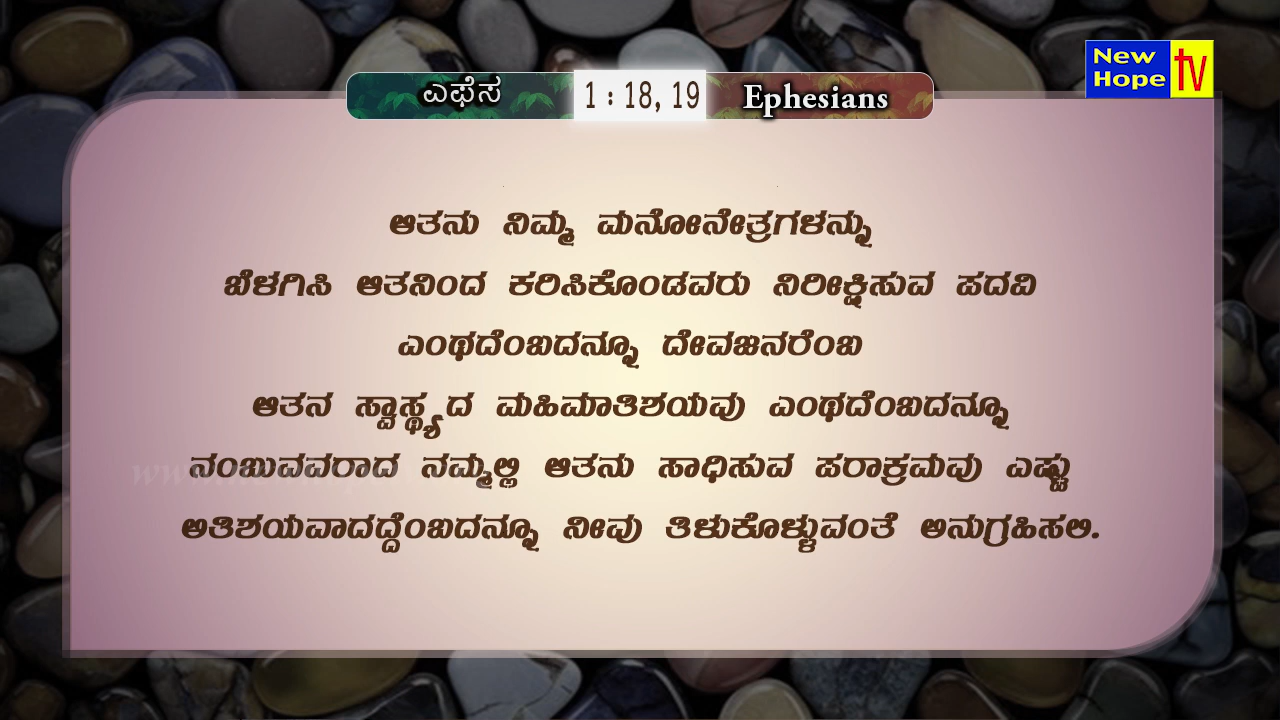 New
Hope
TV
ಎಫೆಸ 1 : 18, 19 Ephesians
ಆತನು ನಿಮ್ಮ ಮನೋನೇತ್ರಗಳನ್ನು
ಬೆಳಗಿಸಿ ಆತನಿಂದ ಕರಿಸಿಕೊಂಡವರು ನಿರೀಕ್ಷಿಸುವ ಪದವಿ
ಎಂಥದೆಂಬದನ್ನೂ ದೇವಜನರೆಂಬ
ಆತನ ಸ್ವಾಸ್ಥ್ಯದ ಮಹಿಮಾತಿಶಯವು ಎಂಥದೆಂಬದನ್ನೂ
ನಂಬುವವರಾದ ನಮ್ಮಲ್ಲಿ ಆತನು ಸಾಧಿಸುವ ಪರಾಕ್ರಮವು ಎಷ್ಟು
ಅತಿಶಯವಾದದ್ದೆಂಬದನ್ನೂ ನೀವು ತಿಳುಕೊಳ್ಳುವಂತೆ ಅನುಗ್ರಹಿಸಲಿ.